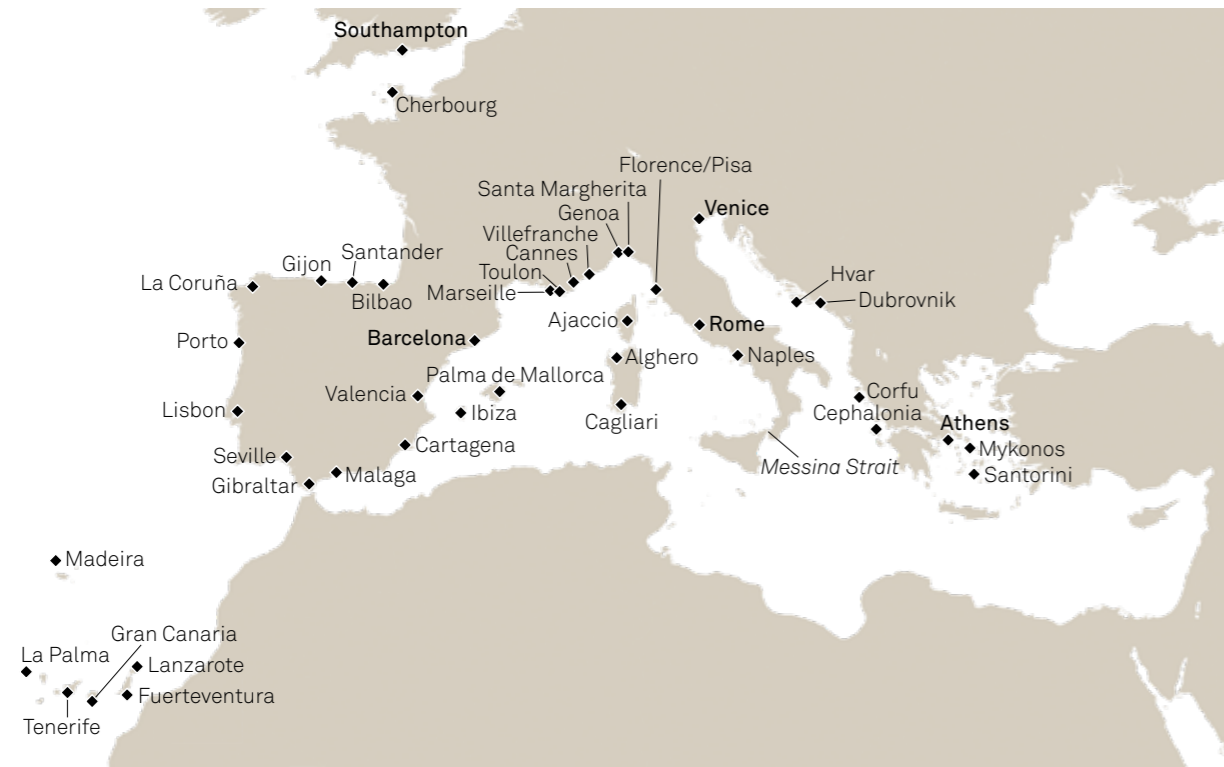 Southampton
Cherbourg
Florence/Pisa
Santa Margherita
Genoa
Venice
Villefranche
Cannes
Toulon
Marseille
Santander
Gijon
La Coruña
Bilbao
Hvar
Dubrovnik
Ajaccio
Rome
Barcelona
Porto
Alghero
Naples
Palma de Mallorca
Valencia
Corfu
Lisbon
Ibiza
Cephalonia
Cagliari
Athens
Cartagena
Mykonos
Seville
Messina Strait
Malaga
Santorini
Gibraltar
Madeira
Gran Canaria
La Palma
Lanzarote
Fuerteventura
Tenerife